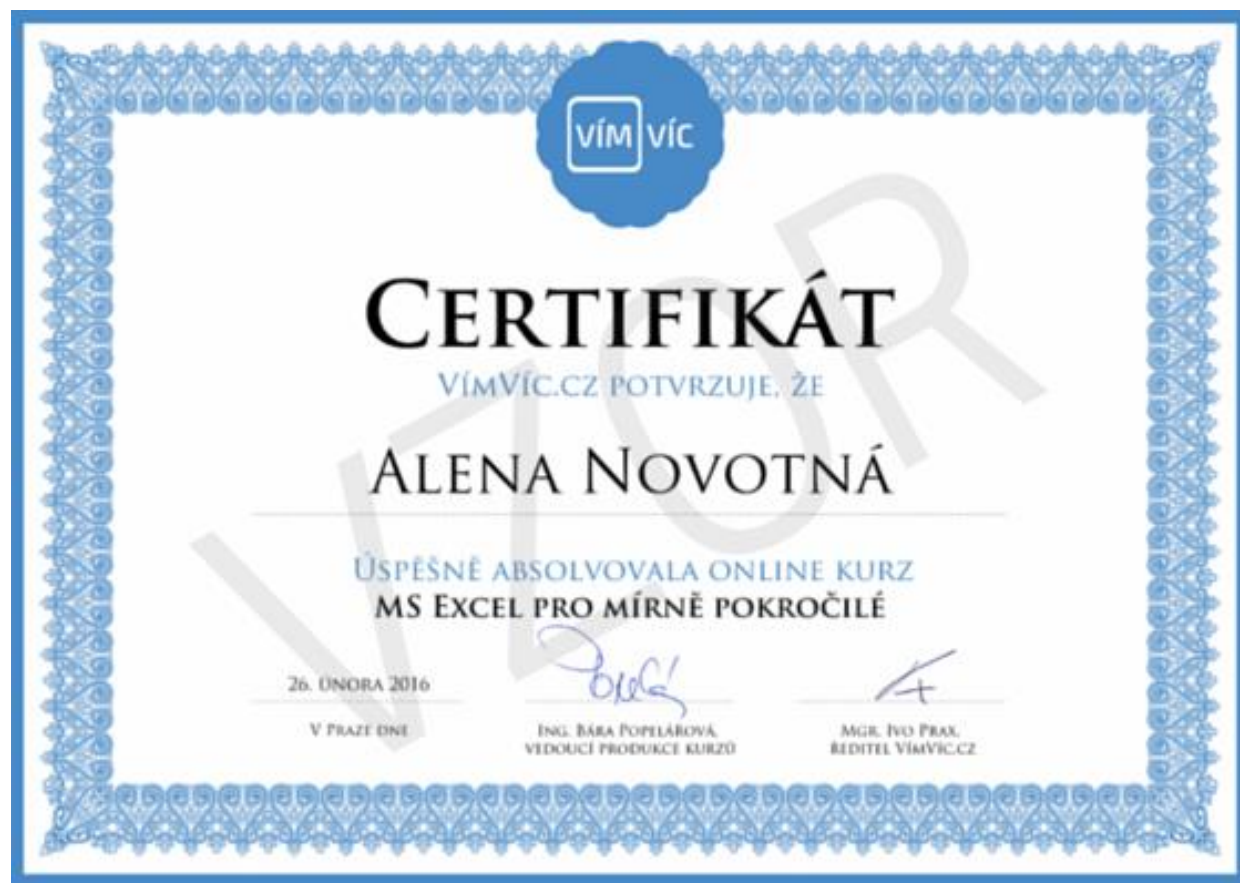 VÍM VÍC
CERTIFIKÁT
VÍMVÍC.CZ POTVRZUJE, ŽE
ALENA NOVOTNÁ
ÚSPĚŠNĚ ABSOLVOVALA ONLINE KURZ
MS EXCEL PRO MÍRNĚ POKROČILÉ
26. ÚNORA 2016
V PRAZE DNE
ING. BÁRA POPELÁŘOVÁ,
VEDOUCÍ PRODUKCE KURZŮ
MGR. IVO PRAX,
ŘEDITEL VÍMVÍC.CZ
VZOR